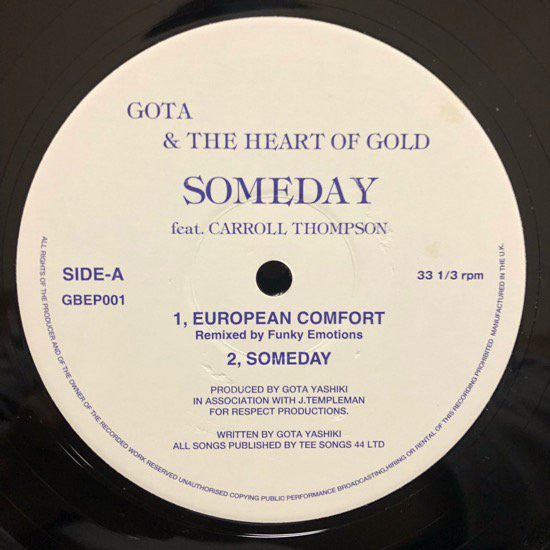 GOTA
& THE HEART OF GOLD
SOMEDAY
feat. CARROLL THOMPSON
SIDE-A
GBEP001
33 1/3 rpm
1, EUROPEAN COMFORT
Remixed by Funky Emotions
2, SOMEDAY
PRODUCED BY GOTA YASHIKI
IN ASSOCIATION WITH J.TEMPLEMAN
FOR RESPECT PRODUCTIONS.
WRITTEN BY GOTA YASHIKI
ALL SONGS PUBLISHED BY TEE SONGS 44 LTD
ALL RIGHTS OF THE PRODUCER AND OF THE OWNER OF THE RECORDED WORK RESERVED UNAUTHORISED COPYING PUBLIC PERFORMANCE BROADCASTING,HIRING OR RENTAL OF THIS RECORDING PROHIBITED MANUFACTURED IN THE U.K.